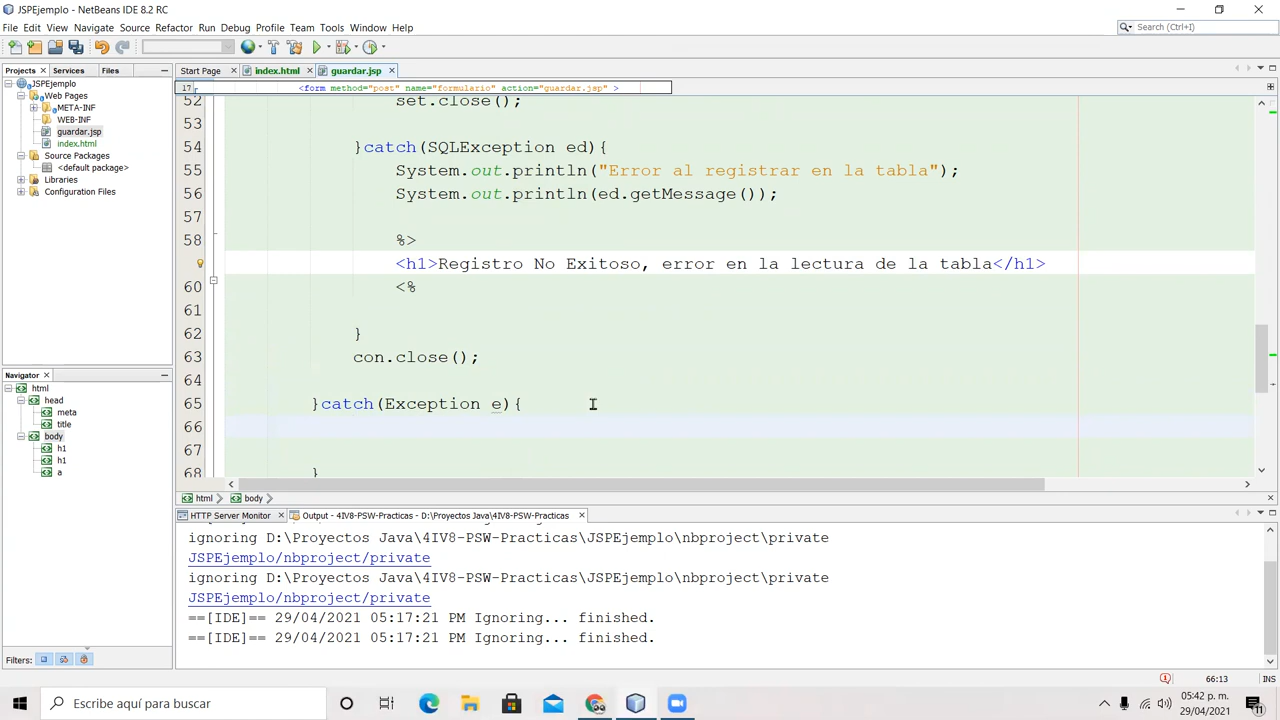 JSPEjemplo - NetBeans IDE 8.2 RC
File Edit View Navigate Source Refactor Run Debug Profile Team Tools Window Help
Search (Ctrl+I)
Projects Services Files
Start Page index.html guardar.jsp
17 <form method="post" name="formulario" action="guardar.jsp" >
JSPEjemplo
Web Pages
META-INF
WEB-INF
guardar.jsp
index.html
Source Packages
<default package>
Libraries
Configuration Files
52 set.close();
53
54 }catch(SQLException ed){
55 System.out.println("Error al registrar en la tabla");
56 System.out.println(ed.getMessage());
57
58 %>
<h1>Registro No Exitoso, error en la lectura de la tabla</h1>
60 <%
61
62 }
63 con.close();
64
65 }catch(Exception e){
66
67
68 }
Navigator
html
head
meta
title
body
h1
h1
a
Filters:
html body
HTTP Server Monitor Output - 4IV8-PSW-Practicas - D:\Proyectos Java\4IV8-PSW-Practicas
ignoring D:\Proyectos Java\4IV8-PSW-Practicas\JSPEjemplo\nbproject\private
JSPEjemplo/nbproject/private
ignoring D:\Proyectos Java\4IV8-PSW-Practicas\JSPEjemplo\nbproject\private
JSPEjemplo/nbproject/private
==[IDE]== 29/04/2021 05:17:21 PM Ignoring... finished.
==[IDE]== 29/04/2021 05:17:21 PM Ignoring... finished.
66:13 INS
Escribe aquí para buscar
05:42 p. m.
29/04/2021
11